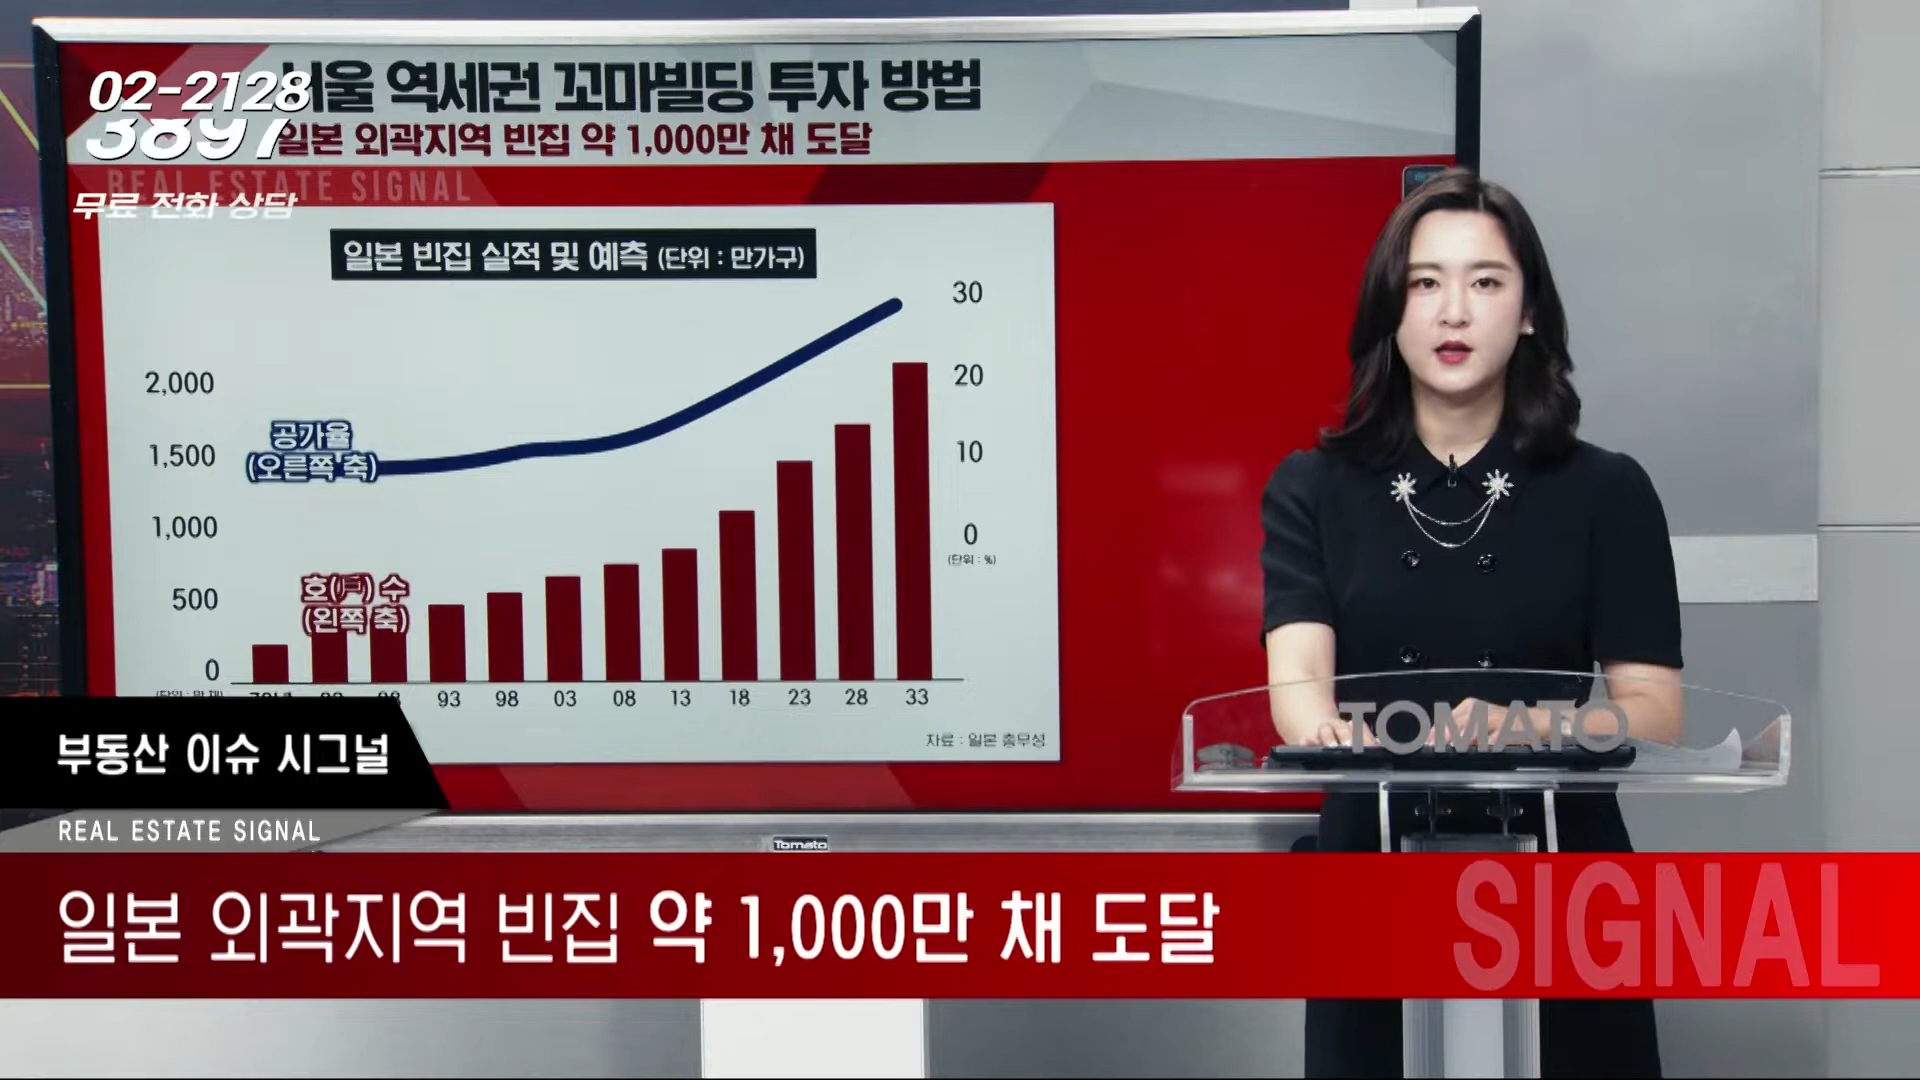 02-2128
3897
무료 전화 상담
서울 역세권 꼬마빌딩 투자 방법
일본 외곽지역 빈집 약 1,000만 채 도달
REAL ESTATE SIGNAL
일본 빈집 실적 및 예측 (단위 : 만가구)
30
20
10
0
(단위 : %)
2,000
1,500
1,000
500
0
공가율
(오른쪽 축)
호(戶) 수
(왼쪽 축)
93 98 03 08 13 18 23 28 33
자료 : 일본 총무성
부동산 이슈 시그널
REAL ESTATE SIGNAL
Tomato
TOMATO
일본 외곽지역 빈집 약 1,000만 채 도달
SIGNAL